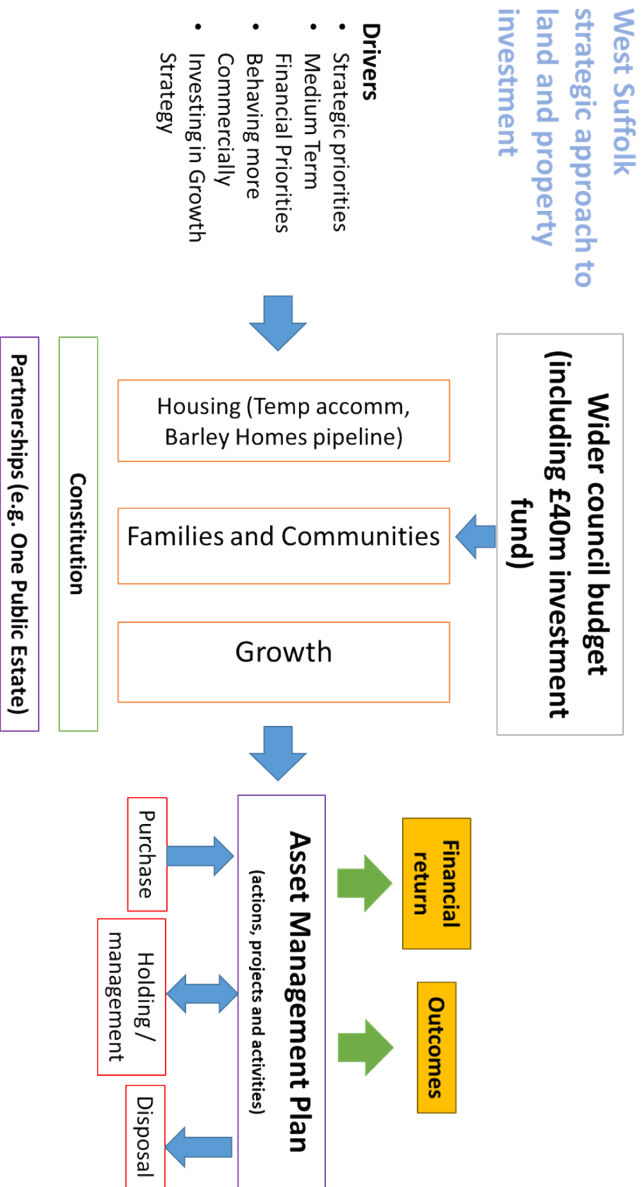 West Suffolk
strategic approach to
land and property
investment
Drivers
• Strategic priorities
• Medium Term
Financial Priorities
• Behaving more
Commercially
• Investing in Growth
Strategy
Wider council budget
(including £40m investment
fund)
Housing (Temp accomm,
Barley Homes pipeline)
Families and Communities
Growth
Constitution
Partnerships (e.g. One Public Estate)
Financial
return
Outcomes
Asset Management Plan
(actions, projects and activities)
Purchase
Holding /
management
Disposal